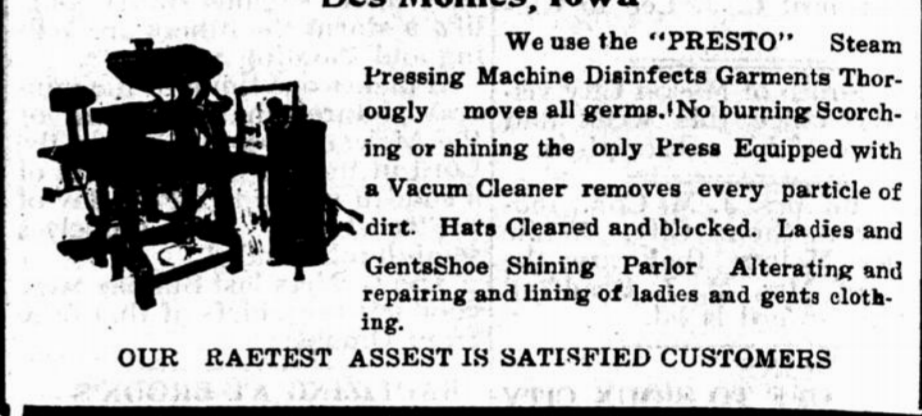 Des Moines, Iowa
We use the "PRESTO" Steam
Pressing Machine Disinfects Garments Thor-
ougly moves all germs. No burning Scorch-
ing or shining the only Press Equipped with
a Vacum Cleaner removes every particle of
dirt. Hats Cleaned and blocked. Ladies and
GentsShoe Shining Parlor Alterating and
repairing and lining of ladies and gents cloth-
ing.
OUR RAETEST ASSEST IS SATISFIED CUSTOMERS